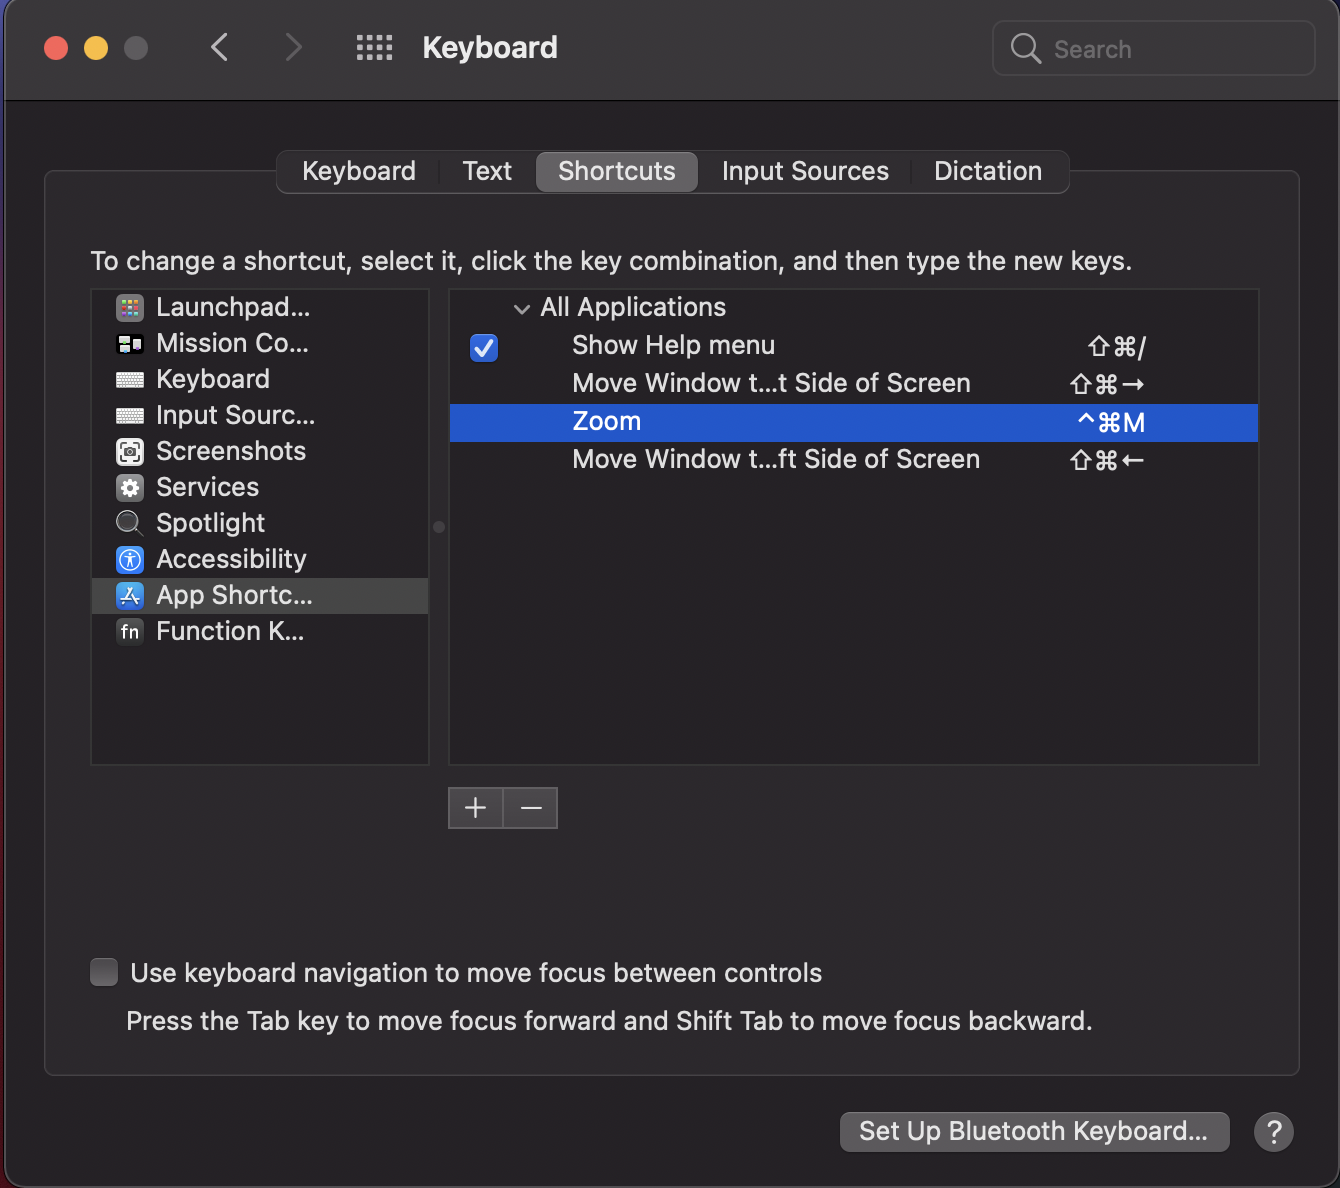 Keyboard
Search
Keyboard Text Shortcuts Input Sources Dictation
To change a shortcut, select it, click the key combination, and then type the new keys.
Launchpad...
Mission Co...
Keyboard
Input Sourc...
Screenshots
Services
Spotlight
Accessibility
App Shortc...
fn Function K...
All Applications
Show Help menu ⇧⌘/
Move Window t...t Side of Screen ⇧⌘→
Zoom ^⌘M
Move Window t...ft Side of Screen ⇧⌘←
+ −
Use keyboard navigation to move focus between controls
Press the Tab key to move focus forward and Shift Tab to move focus backward.
Set Up Bluetooth Keyboard... ?